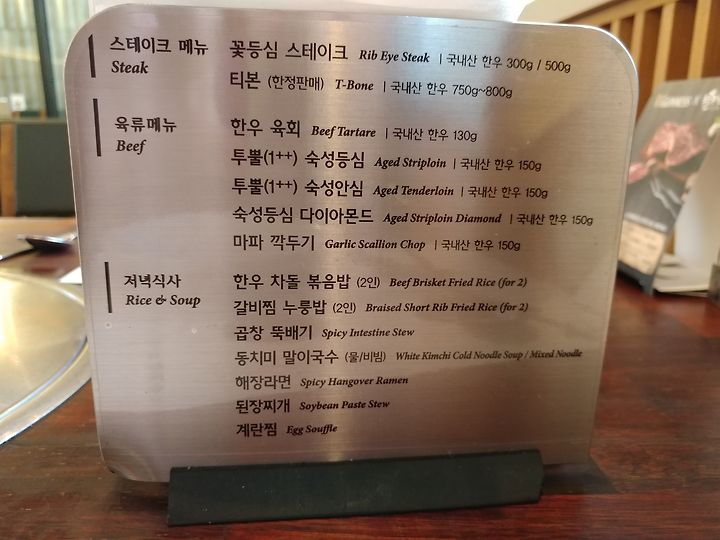 스테이크 메뉴 꽃등심 스테이크 Rib Eye Steak | 국내산 한우 300g / 500g
Steak 티본 (한정판매) T-Bone | 국내산 한우 750g~800g
육류메뉴 한우 육회 Beef Tartare | 국내산 한우 130g
Beef 투뿔(1++) 숙성등심 Aged Striploin | 국내산 한우 150g
투뿔(1++) 숙성안심 Aged Tenderloin | 국내산 한우 150g
숙성등심 다이아몬드 Aged Striploin Diamond | 국내산 한우 150g
마파 깍두기 Garlic Scallion Chop | 국내산 한우 150g
저녁식사 한우 차돌 볶음밥 (2인) Beef Brisket Fried Rice (for 2)
Rice & Soup 갈비찜 누룽밥 (2인) Braised Short Rib Fried Rice (for 2)
곱창 뚝배기 Spicy Intestine Stew
동치미 말이국수 (물/비빔) White Kimchi Cold Noodle Soup / Mixed Noodle
해장라면 Spicy Hangover Ramen
된장찌개 Soybean Paste Stew
계란찜 Egg Souffle